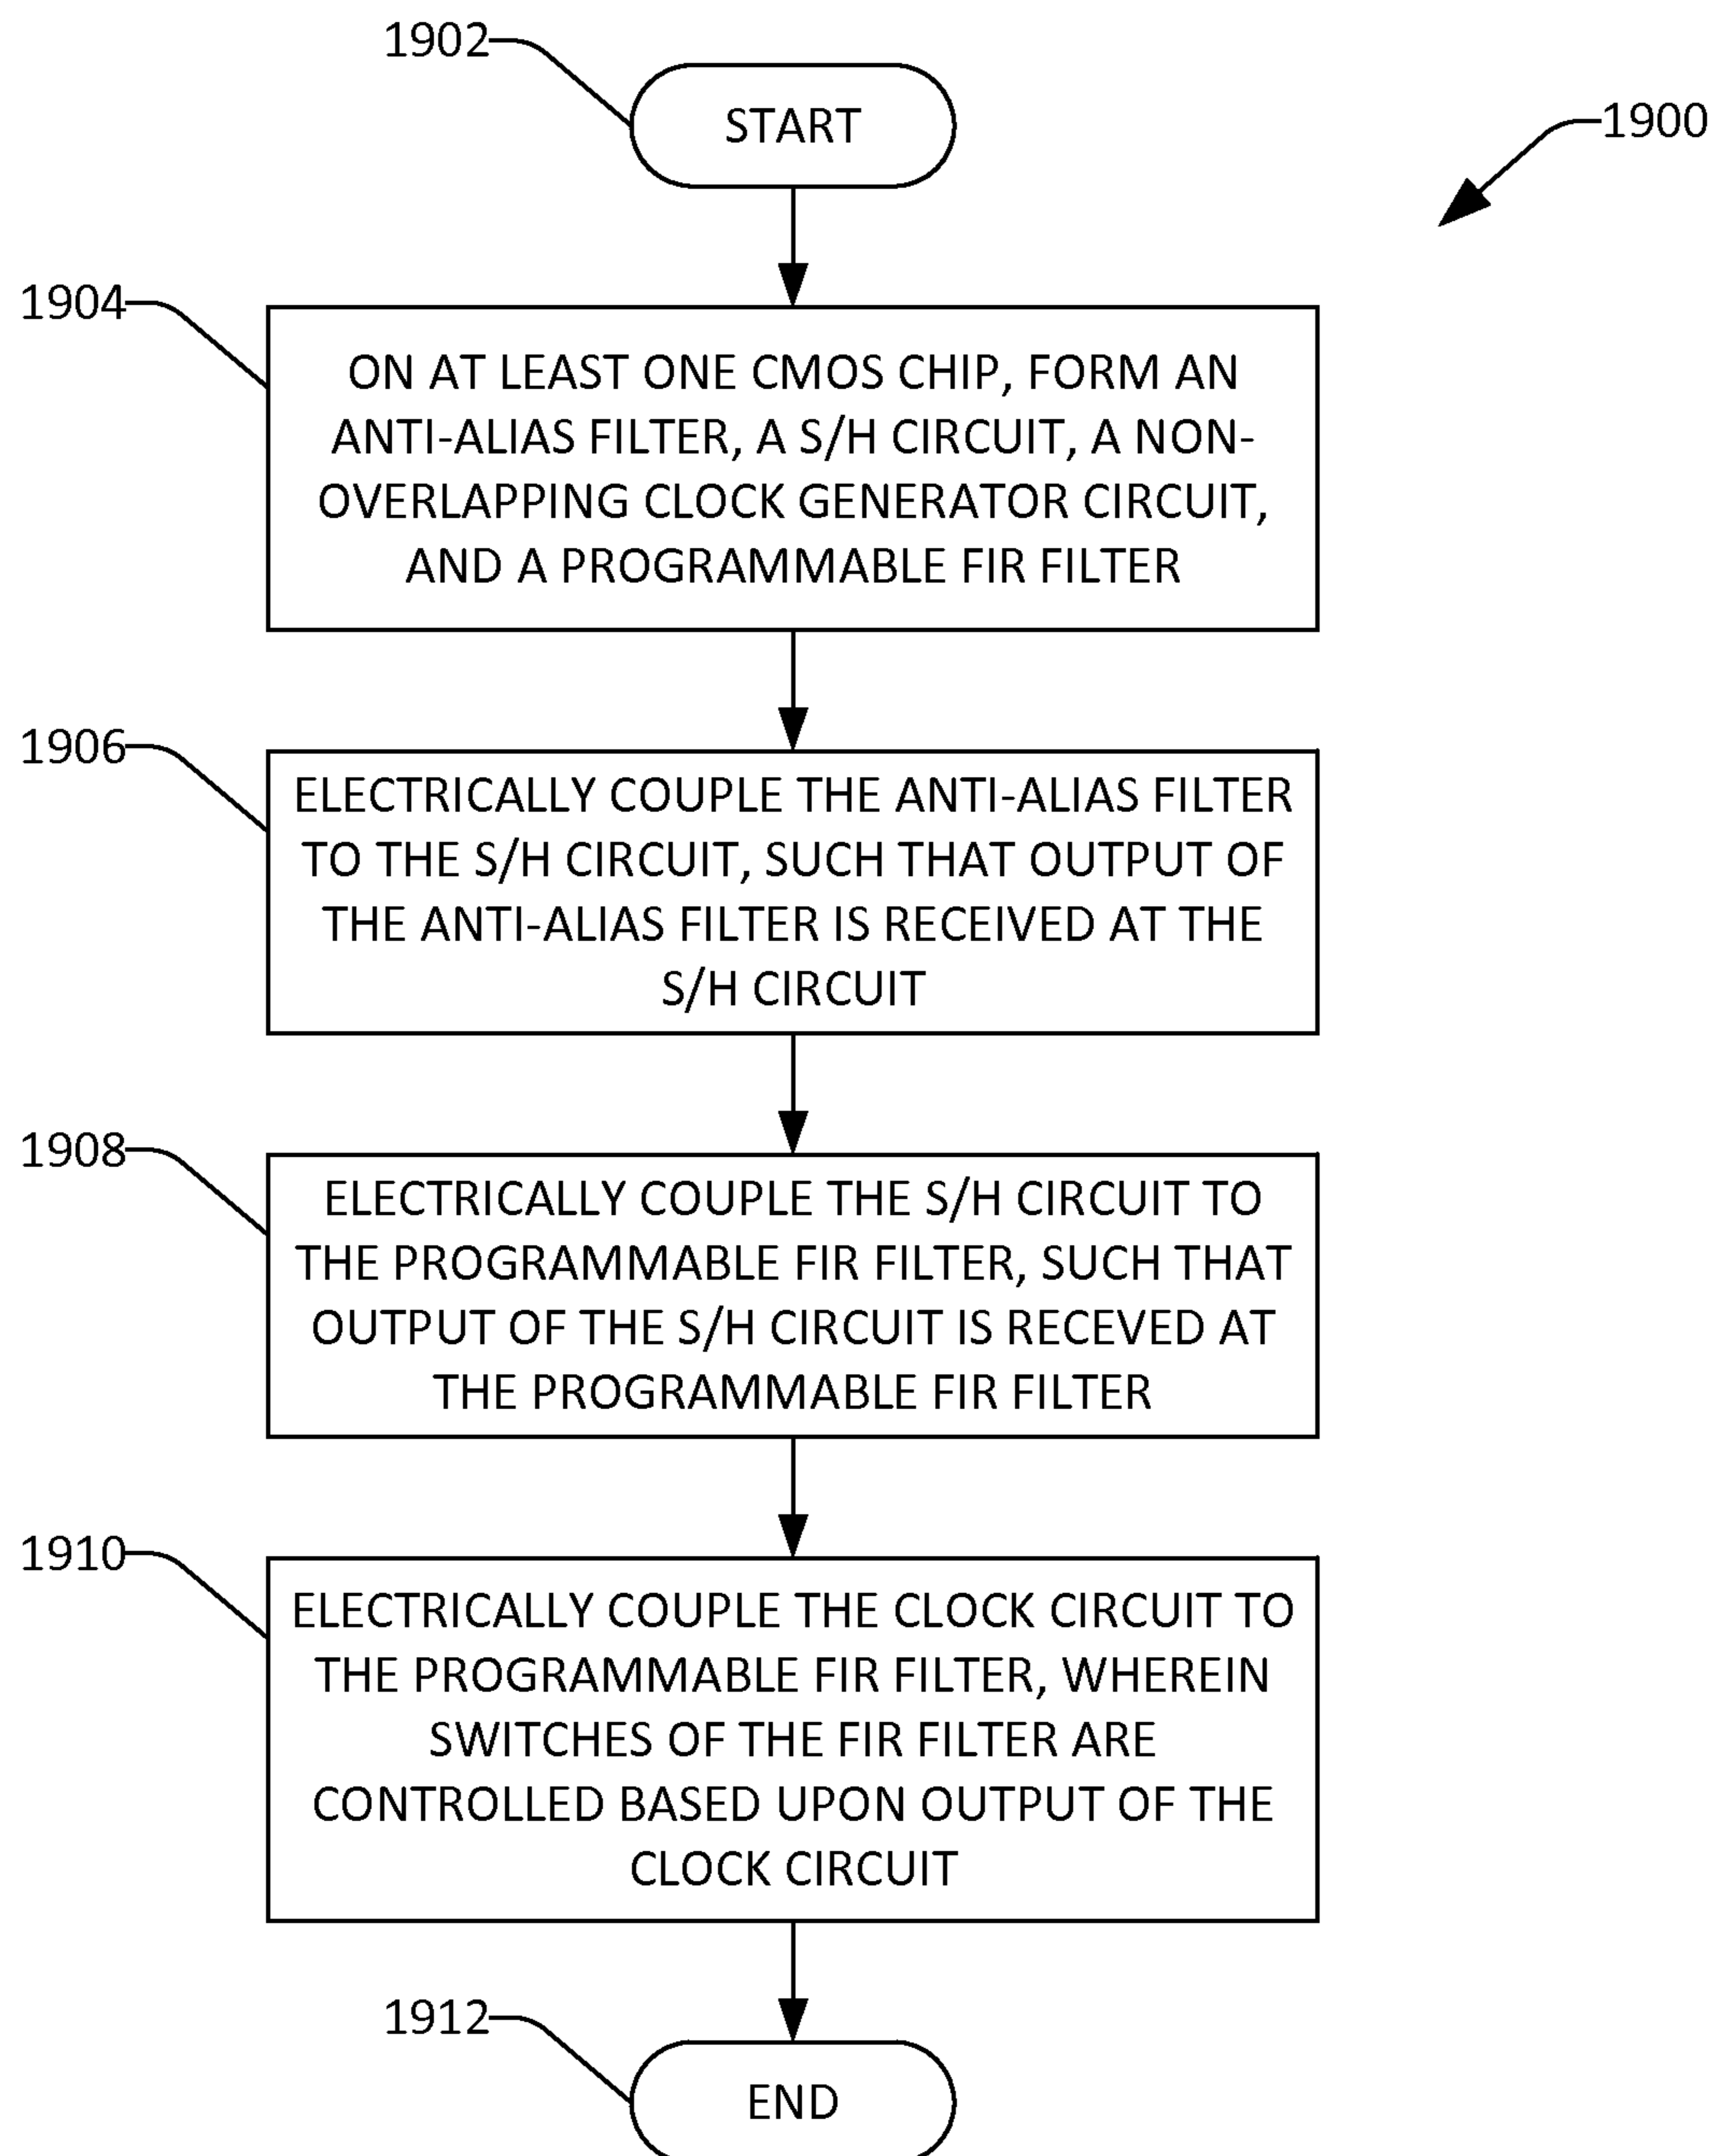 1902
START
1900
1904
ON AT LEAST ONE CMOS CHIP, FORM AN
ANTI-ALIAS FILTER, A S/H CIRCUIT, A NON-
OVERLAPPING CLOCK GENERATOR CIRCUIT,
AND A PROGRAMMABLE FIR FILTER
1906
ELECTRICALLY COUPLE THE ANTI-ALIAS FILTER
TO THE S/H CIRCUIT, SUCH THAT OUTPUT OF
THE ANTI-ALIAS FILTER IS RECEIVED AT THE
S/H CIRCUIT
1908
ELECTRICALLY COUPLE THE S/H CIRCUIT TO
THE PROGRAMMABLE FIR FILTER, SUCH THAT
OUTPUT OF THE S/H CIRCUIT IS RECEVED AT
THE PROGRAMMABLE FIR FILTER
1910
ELECTRICALLY COUPLE THE CLOCK CIRCUIT TO
THE PROGRAMMABLE FIR FILTER, WHEREIN
SWITCHES OF THE FIR FILTER ARE
CONTROLLED BASED UPON OUTPUT OF THE
CLOCK CIRCUIT
1912
END